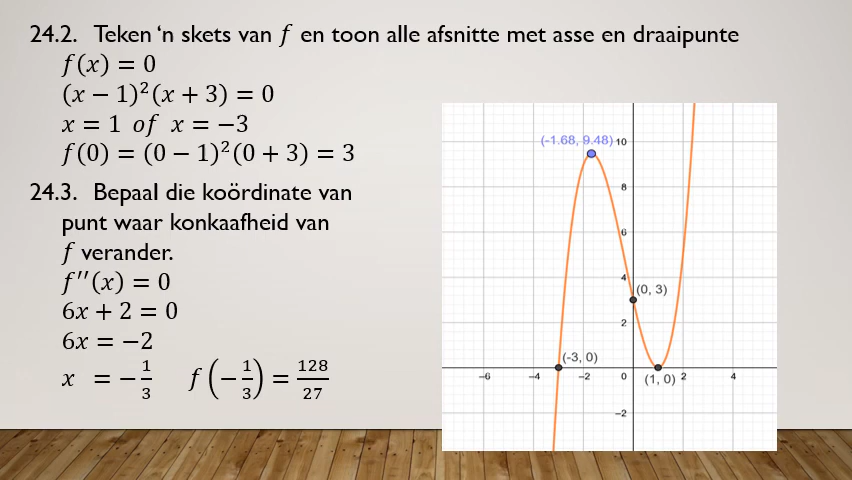 24.2. Teken ‘n skets van f en toon alle afsnitte met asse en draaipunte
f(x) = 0
(x − 1)²(x + 3) = 0
x = 1 of x = −3
f(0) = (0 − 1)²(0 + 3) = 3
24.3. Bepaal die koördinate van
punt waar konkaafheid van
f verander.
f′′(x) = 0
6x + 2 = 0
6x = −2
x = −1/3 f(−1/3) = 128/27
(-1.68, 9.48) 10
8
6
4
(0, 3)
2
(-3, 0)
−6 −4 −2 0 2 4
(1, 0)
−2